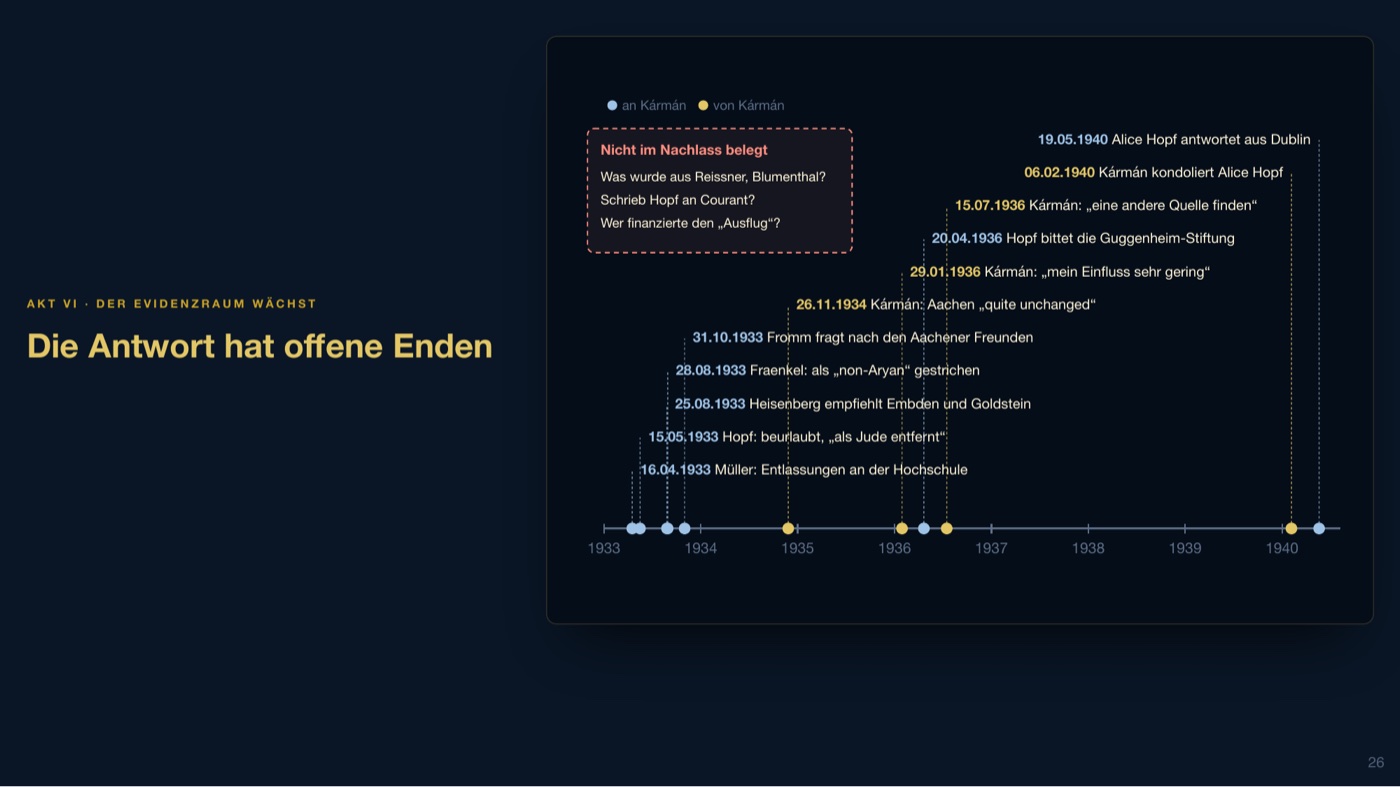 AKT VI · DER EVIDENZRAUM WÄCHST
Die Antwort hat offene Enden
an Kármán
von Kármán
Nicht im Nachlass belegt
Was wurde aus Reissner, Blumenthal?
Schrieb Hopf an Courant?
Wer finanzierte den „Ausflug“?
19.05.1940 Alice Hopf antwortet aus Dublin
06.02.1940 Kármán kondoliert Alice Hopf
15.07.1936 Kármán: „eine andere Quelle finden“
20.04.1936 Hopf bittet die Guggenheim-Stiftung
29.01.1936 Kármán: „mein Einfluss sehr gering“
26.11.1934 Kármán: Aachen „quite unchanged“
31.10.1933 Fromm fragt nach den Aachener Freunden
28.08.1933 Fraenkel: als „non-Aryan“ gestrichen
25.08.1933 Heisenberg empfiehlt Embden und Goldstein
15.05.1933 Hopf: beurlaubt, „als Jude entfernt“
16.04.1933 Müller: Entlassungen an der Hochschule
1933 1934 1935 1936 1937 1938 1939 1940
26